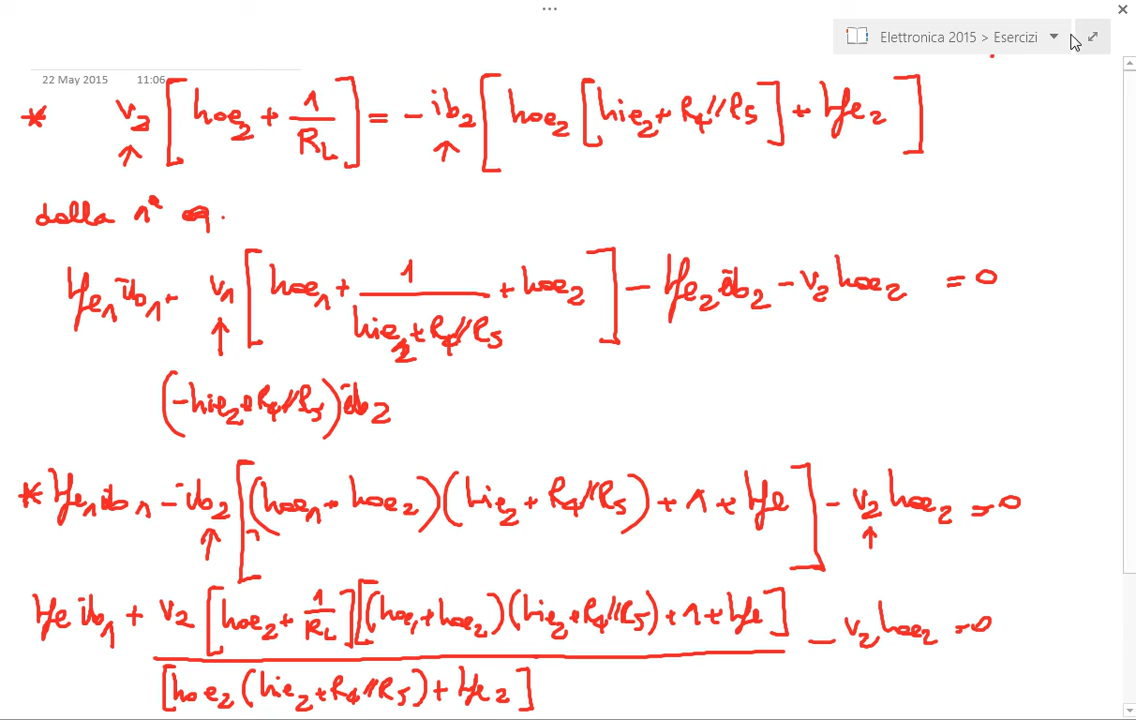 Elettronica 2015 > Esercizi
22 May 2015 11:06
* v2 [hoe2 + 1/RL] = -ib2 [hoe2 [hie2 + R4//R5] + hfe2]
dalla 1ª eq.
hfe1 ib1 + v1 [hoe1 + 1/(hie2 + R4//R5) + hoe2] - hfe2 ib2 - v2 hoe2 = 0
(-hie2 + R4//R5) ib2
* hfe1 ib1 - ib2 [(hoe1 + hoe2)(hie2 + R4//R5) + 1 + hfe] - v2 hoe2 = 0
hfe ib1 + v2 [hoe2 + 1/RL][(hoe1 + hoe2)(hie2 + R4//R5) + 1 + hfe] - v2 hoe2 = 0
[hoe2 (hie2 + R4//R5) + hfe2]